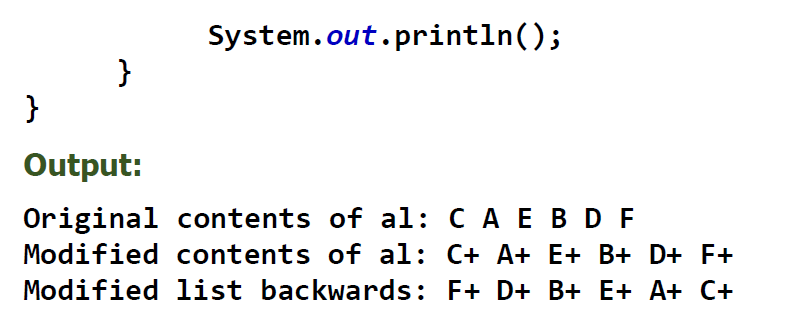 System.out.println();
}
}
Output:
Original contents of al: C A E B D F
Modified contents of al: C+ A+ E+ B+ D+ F+
Modified list backwards: F+ D+ B+ E+ A+ C+